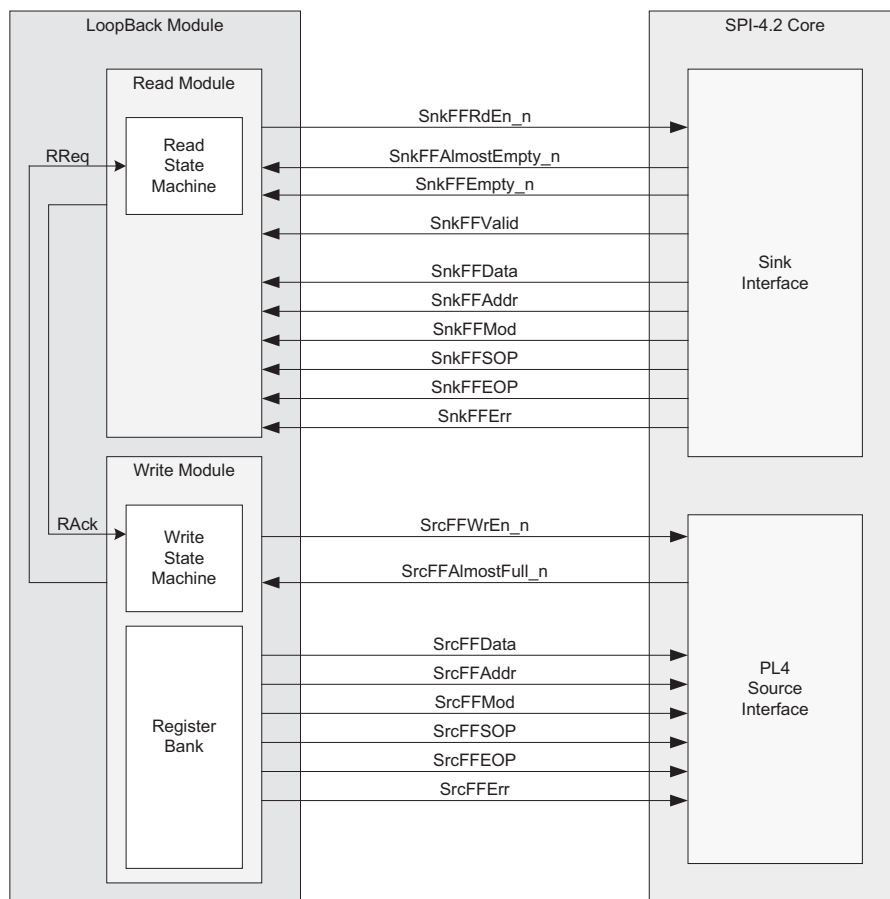 LoopBack Module
SPI-4.2 Core
Read Module
SnkFFRdEn_n
Read
State
Machine
RReq
SnkFFAlmostEmpty_n
SnkFFEmpty_n
SnkFFValid
SnkFFData
SnkFFAddr
SnkFFMod
SnkFFSOP
SnkFFEOP
SnkFFErr
Sink
Interface
Write Module
RAck
Write
State
Machine
SrcFFWrEn_n
SrcFFAlmostFull_n
SrcFFData
SrcFFAddr
SrcFFMod
SrcFFSOP
SrcFFEOP
SrcFFErr
Register
Bank
PL4
Source
Interface